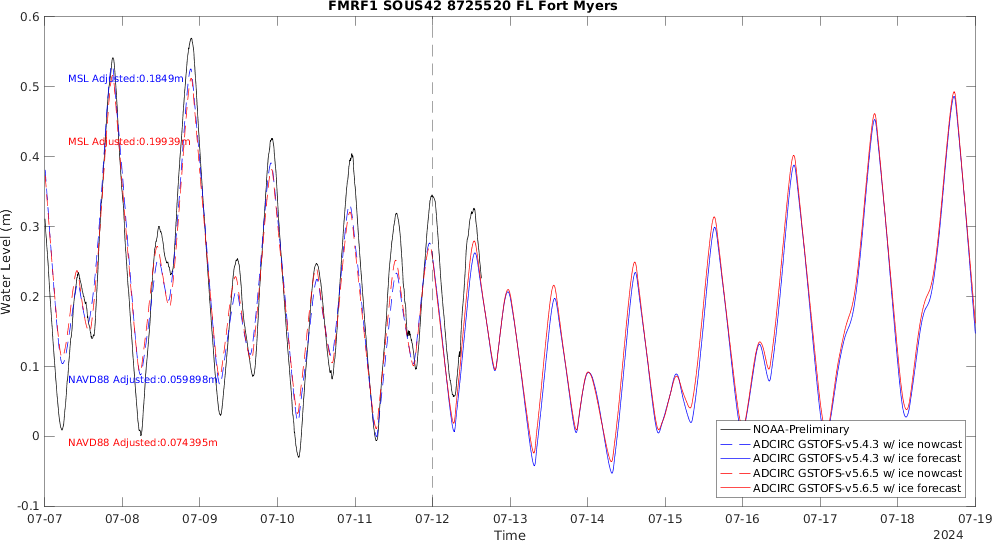 FMRF1 SOUS42 8725520 FL Fort Myers
0.6
0.5
0.4
0.3
0.2
0.1
0
-0.1
Water Level (m)
MSL Adjusted:0.1849m
MSL Adjusted:0.19939m
NAVD88 Adjusted:0.059898m
NAVD88 Adjusted:0.074395m
NOAA-Preliminary
ADCIRC GSTOFS-v5.4.3 w/ ice nowcast
ADCIRC GSTOFS-v5.4.3 w/ ice forecast
ADCIRC GSTOFS-v5.6.5 w/ ice nowcast
ADCIRC GSTOFS-v5.6.5 w/ ice forecast
07-07 07-08 07-09 07-10 07-11 07-12 07-13 07-14 07-15 07-16 07-17 07-18 07-19
Time
2024